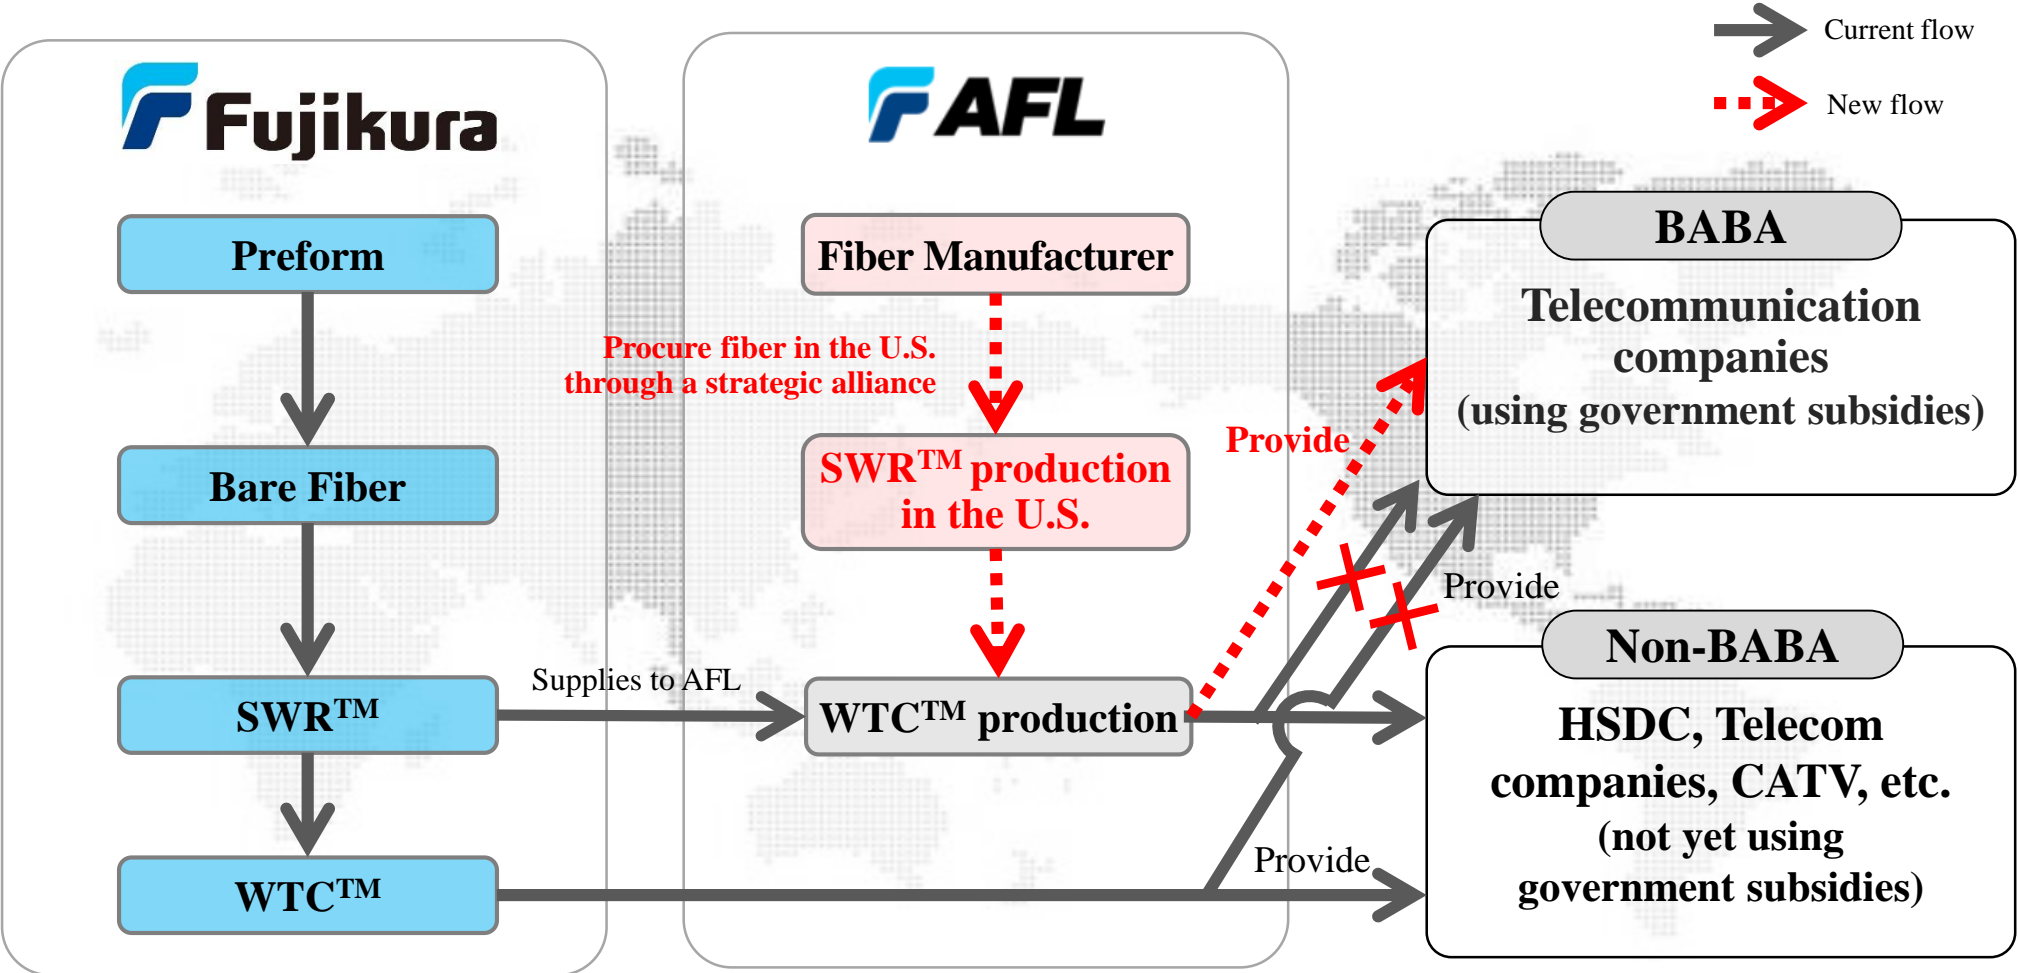 Current flow
New flow
Fujikura
AFL
Preform
Bare Fiber
SWR™
WTC™
Supplies to AFL
Fiber Manufacturer
Procure fiber in the U.S.
through a strategic alliance
SWR™ production
in the U.S.
WTC™ production
Provide
Provide
Provide
BABA
Telecommunication
companies
(using government subsidies)
Non-BABA
HSDC, Telecom
companies, CATV, etc.
(not yet using
government subsidies)